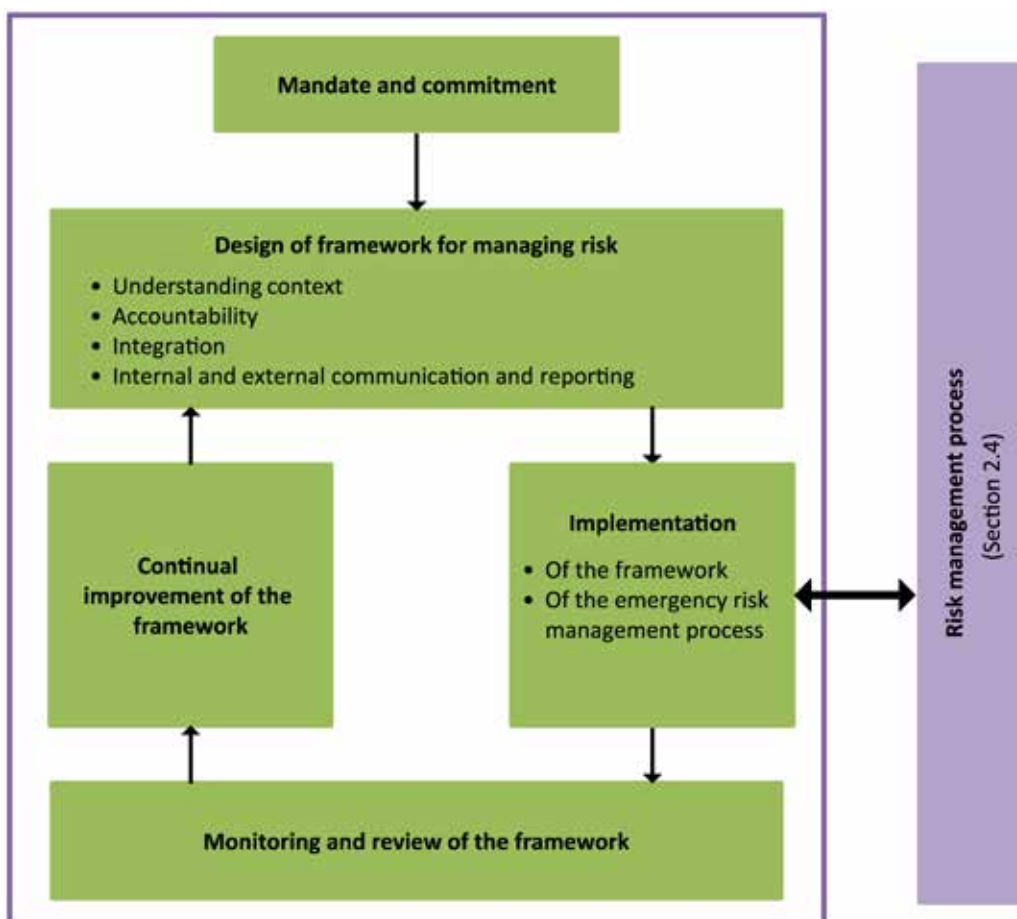 Mandate and commitment
Design of framework for managing risk
• Understanding context
• Accountability
• Integration
• Internal and external communication and reporting
Continual
improvement of the
framework
Implementation
• Of the framework
• Of the emergency risk
management process
Monitoring and review of the framework
Risk management process
(Section 2.4)